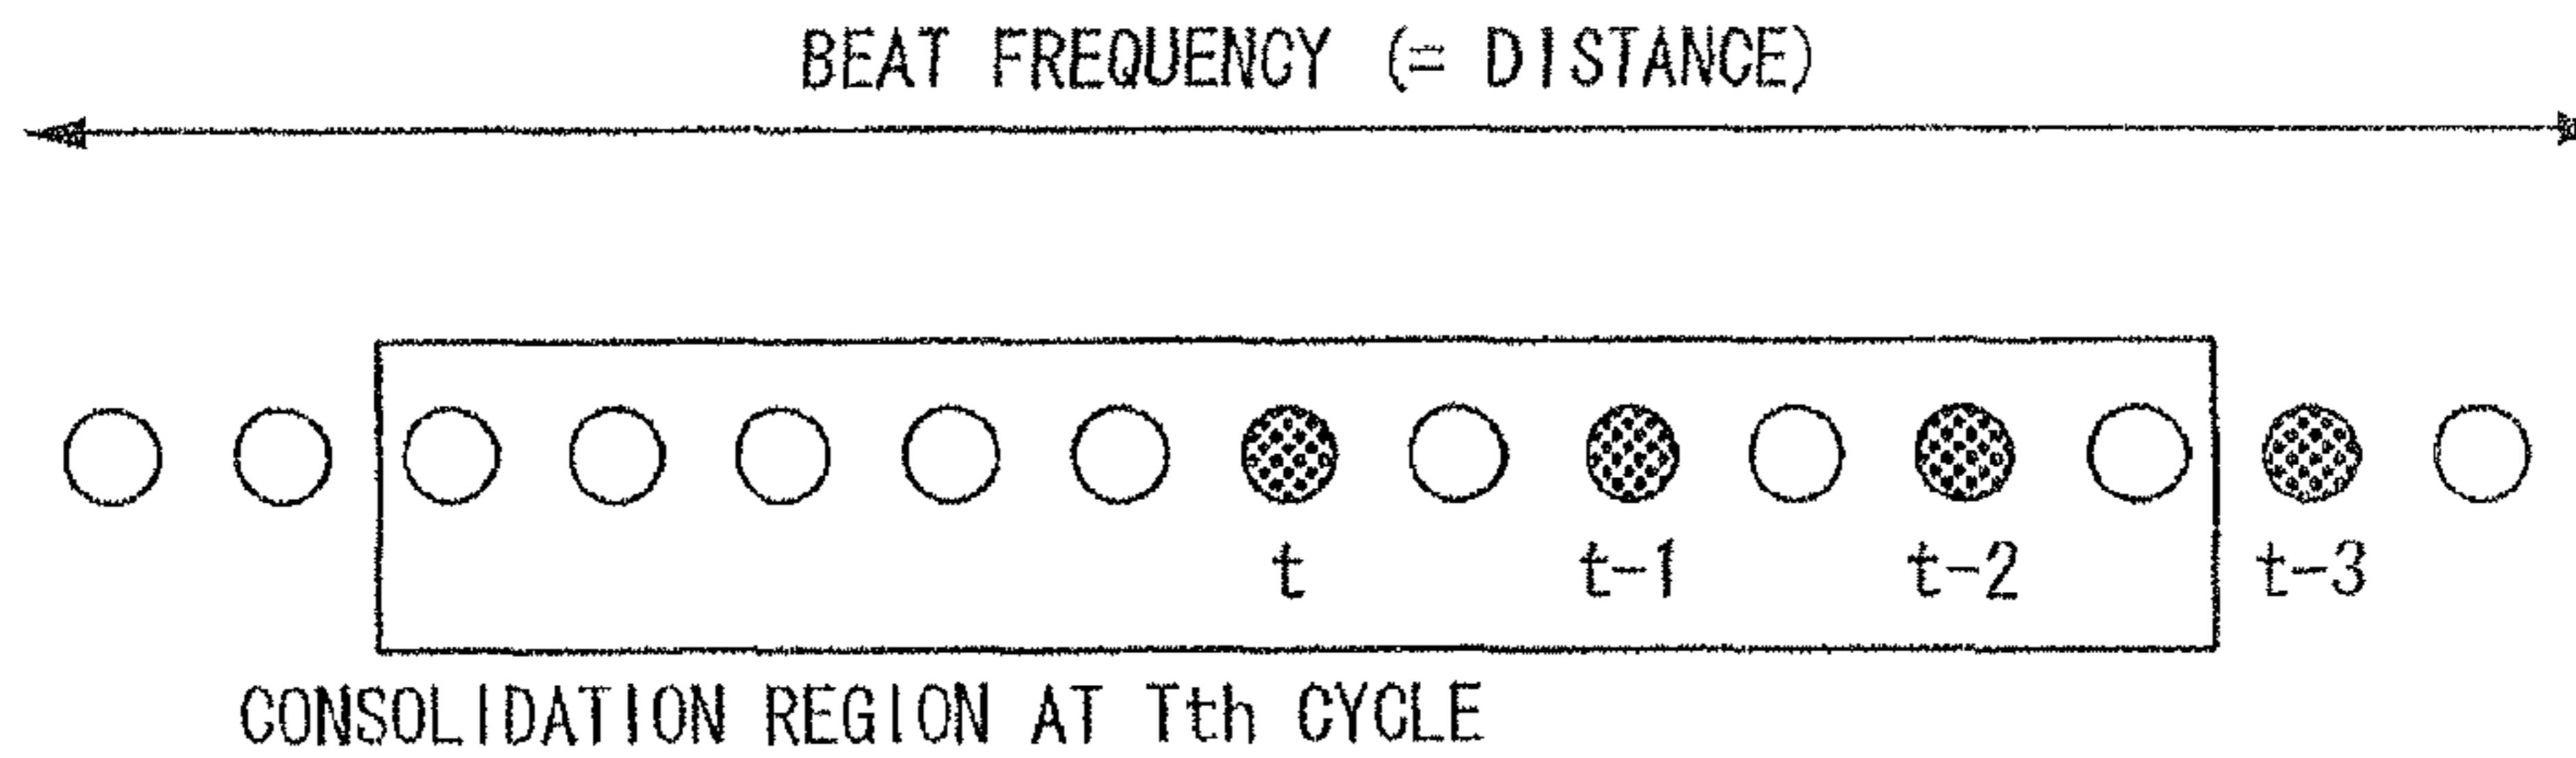 BEAT FREQUENCY (= DISTANCE)
t t-1 t-2 t-3
CONSOLIDATION REGION AT Tth CYCLE